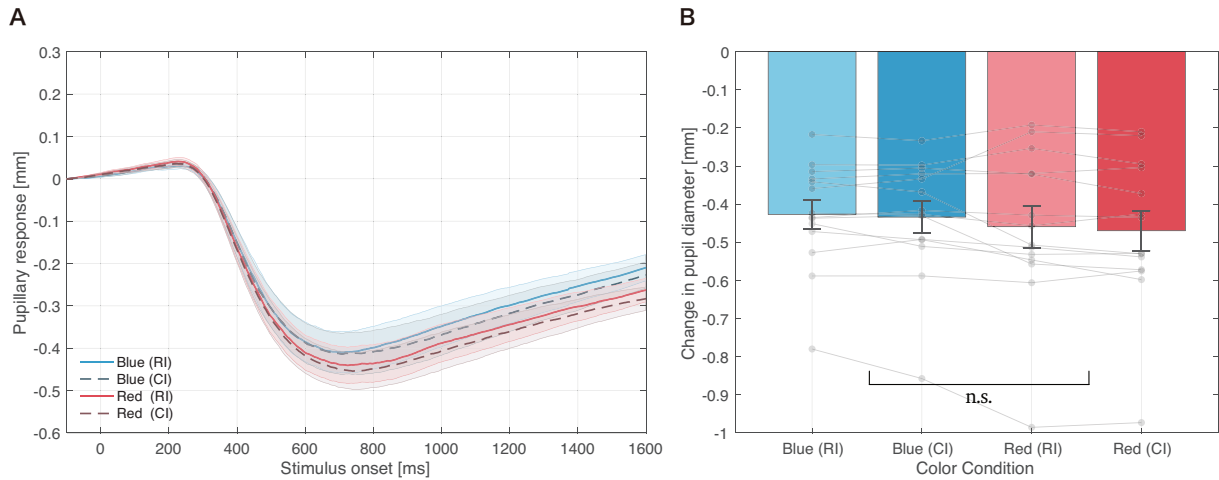 A
0.3
0.2
0.1
0
-0.1
-0.2
-0.3
-0.4
-0.5
-0.6
Pupillary response [mm]
Blue (RI)
Blue (CI)
Red (RI)
Red (CI)
0 200 400 600 800 1000 1200 1400 1600
Stimulus onset [ms]
B
0
-0.1
-0.2
-0.3
-0.4
-0.5
-0.6
-0.7
-0.8
-0.9
-1
Change in pupil diameter [mm]
n.s.
Blue (RI) Blue (CI) Red (RI) Red (CI)
Color Condition